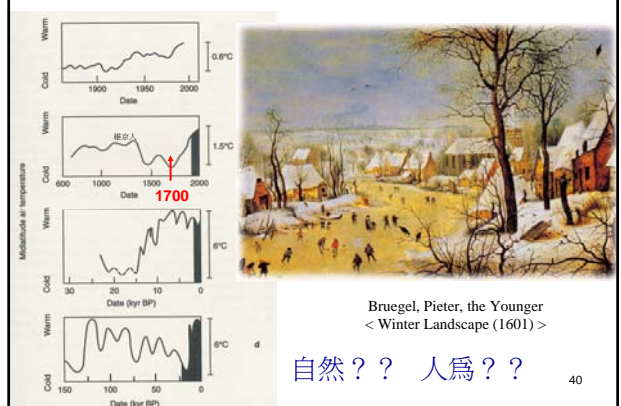 Midlatitude air temperature
Warm
Cold
0.6°C
1900 1950 2000
Date
Warm
Cold
維京人
1.5°C
600 1000 1500 2000
Date
1700
Warm
Cold
6°C
30 20 10 0
Date (kyr BP)
Warm
Cold
6°C
d
150 100 50 0
Date (kyr BP)
Bruegel, Pieter, the Younger
< Winter Landscape (1601) >
自然？？ 人為？？
40